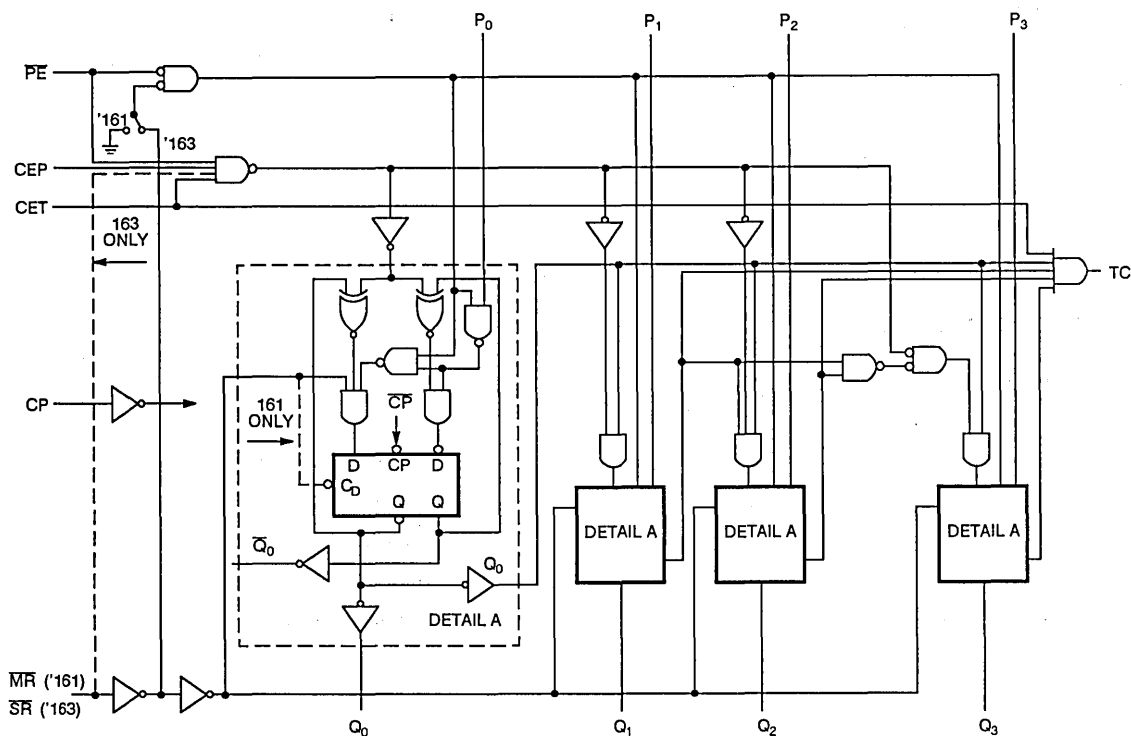 P0 P1 P2 P3
PE
'161
'163
CEP
CET
163
ONLY
TC
CP
161
ONLY
CP
D CP D
CD
Q Q
Q0
Q0
DETAIL A
DETAIL A
DETAIL A
DETAIL A
MR ('161)
SR ('163)
Q0 Q1 Q2 Q3